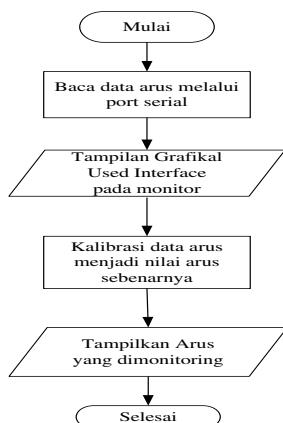 Mulai
Baca data arus melalui
port serial
Tampilan Grafikal
Used Interface
pada monitor
Kalibrasi data arus
menjadi nilai arus
sebenarnya
Tampilkan Arus
yang dimonitoring
Selesai